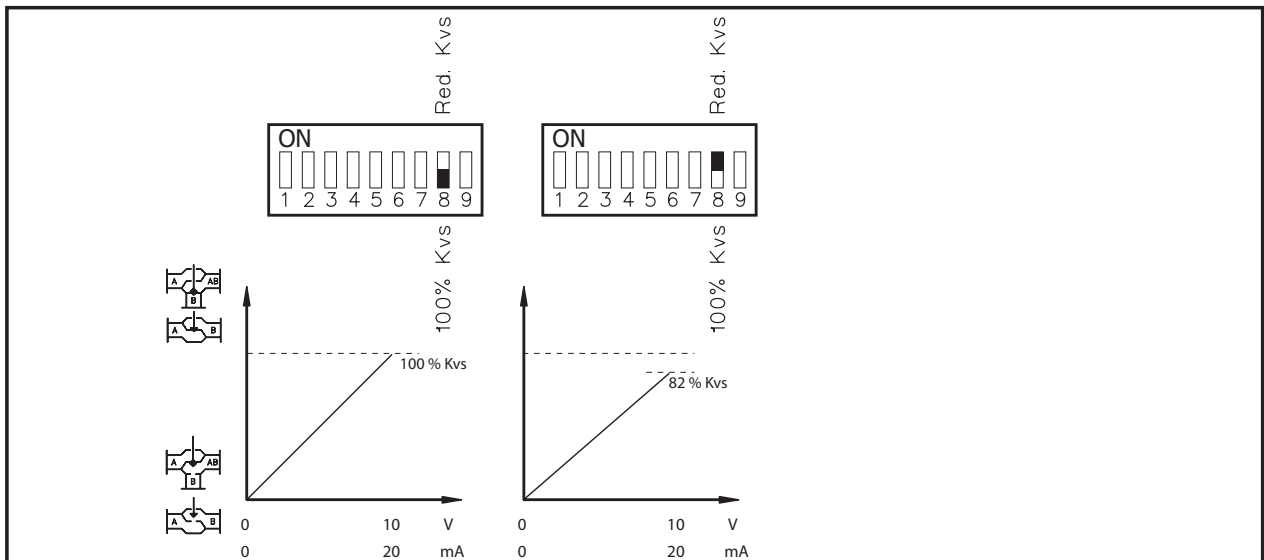 Red. Kvs
Red. Kvs
ON
1 2 3 4 5 6 7 8 9
ON
1 2 3 4 5 6 7 8 9
100% Kvs
100% Kvs
A AB
B
A B
100 % Kvs
82 % Kvs
A AB
B
A B
0 10 V
0 20 mA
0 10 V
0 20 mA